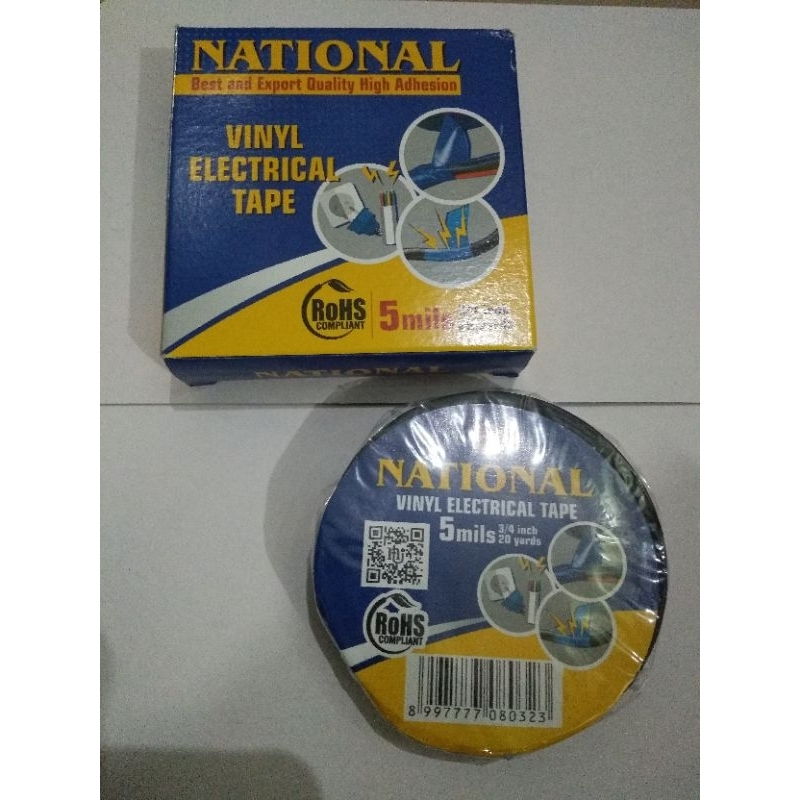 NATIONAL
Best and Export Quality High Adhesion
VINYL
ELECTRICAL
TAPE
RoHS
COMPLIANT
5mils
NATIONAL
NATIONAL
VINYL ELECTRICAL TAPE
5mils
3/4 inch
20 yards
RoHS
COMPLIANT
8 997777 080323